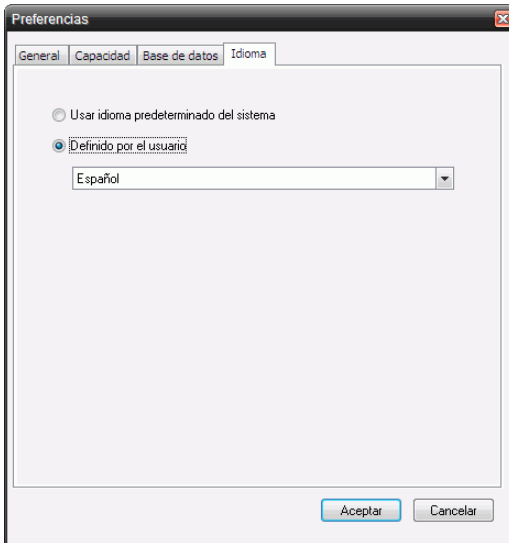 Preferencias
General Capacidad Base de datos Idioma
Usar idioma predeterminado del sistema
Definido por el usuario
Español
Aceptar Cancelar